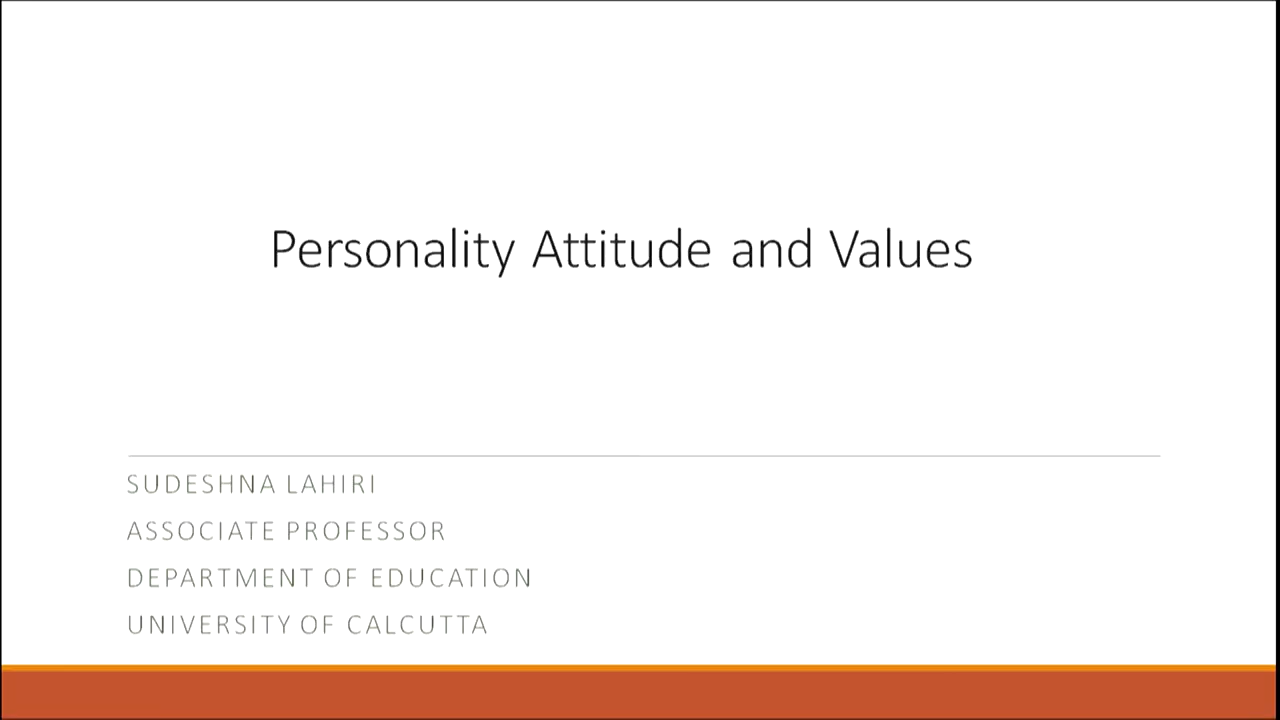 Personality Attitude and Values
SUDESHNA LAHIRI
ASSOCIATE PROFESSOR
DEPARTMENT OF EDUCATION
UNIVERSITY OF CALCUTTA